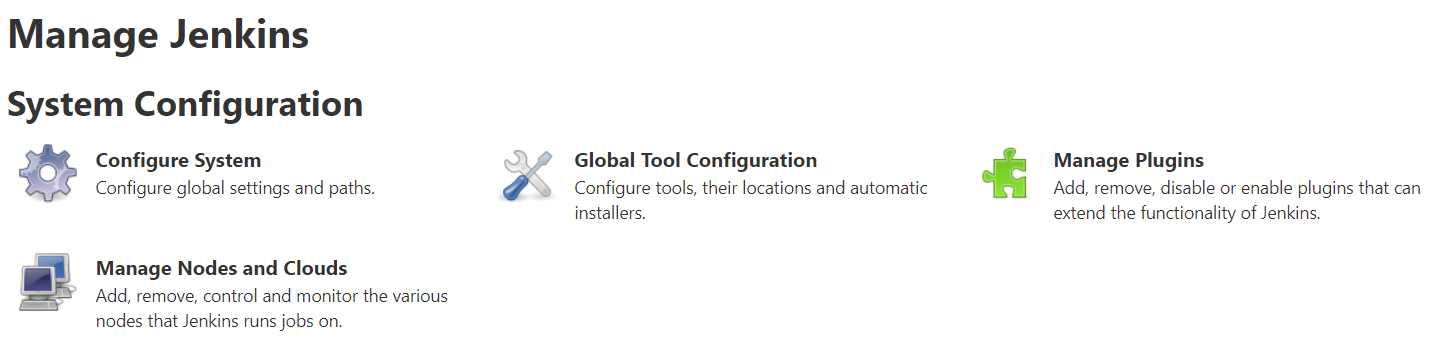 Manage Jenkins
System Configuration
Configure System
Configure global settings and paths.
Global Tool Configuration
Configure tools, their locations and automatic
installers.
Manage Plugins
Add, remove, disable or enable plugins that can
extend the functionality of Jenkins.
Manage Nodes and Clouds
Add, remove, control and monitor the various
nodes that Jenkins runs jobs on.